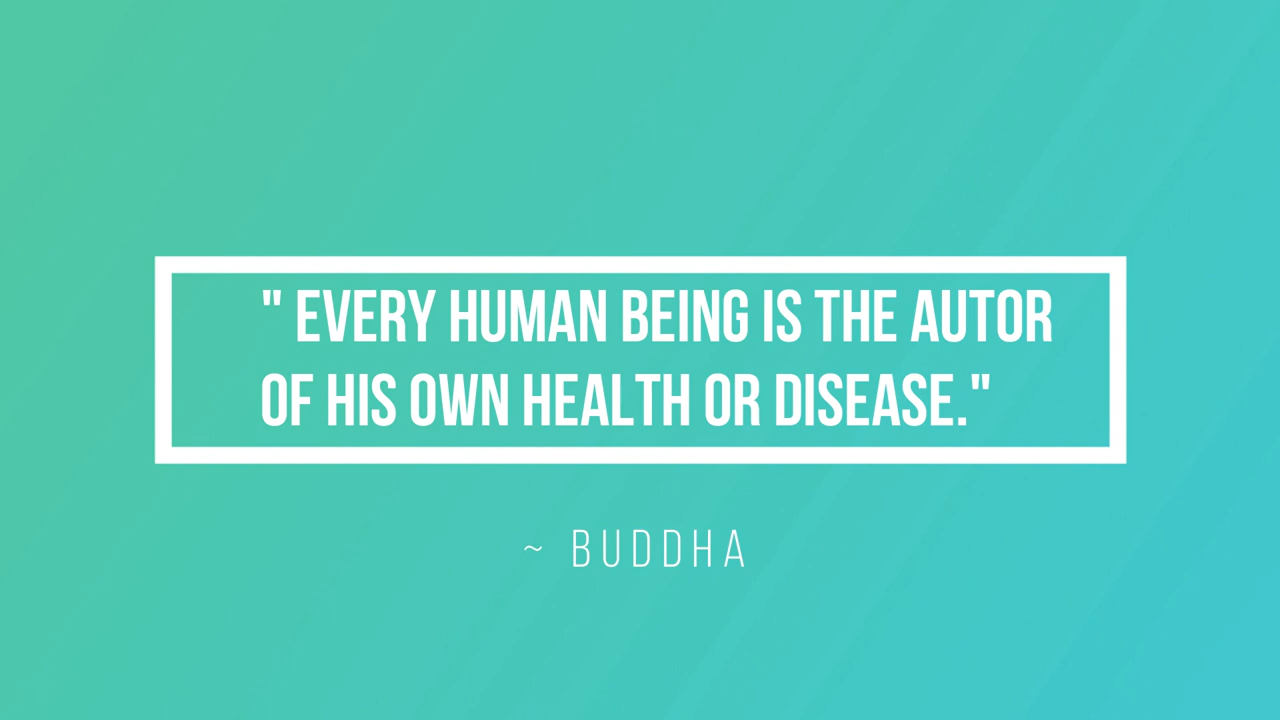 " EVERY HUMAN BEING IS THE AUTOR
OF HIS OWN HEALTH OR DISEASE."
~ BUDDHA